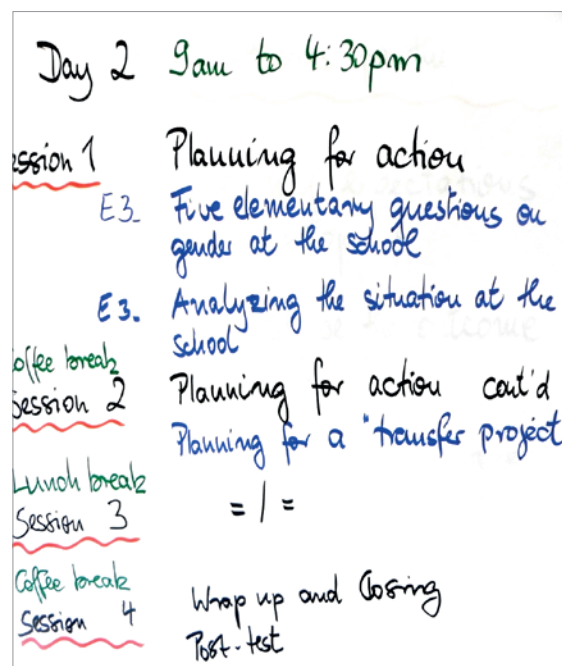 Day 2 9am to 4:30pm
ession 1 Planning for action
E3. Five elementary questions on
gender at the school
E3. Analyzing the situation at the
school
offee break
Session 2 Planning for action cont'd
Planning for a "transfer project
Lunch break
Session 3 = / =
Coffee break
Session 4 Wrap up and Closing
Post-test